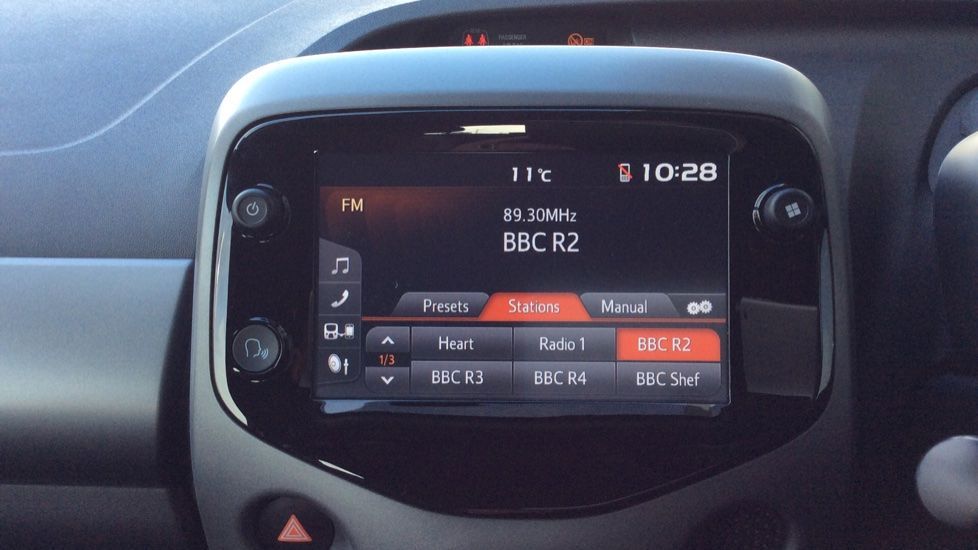 PASSENGER
11°C 10:28
FM
89.30MHz
BBC R2
Presets Stations Manual
Heart Radio 1 BBC R2
1/3
BBC R3 BBC R4 BBC Shef